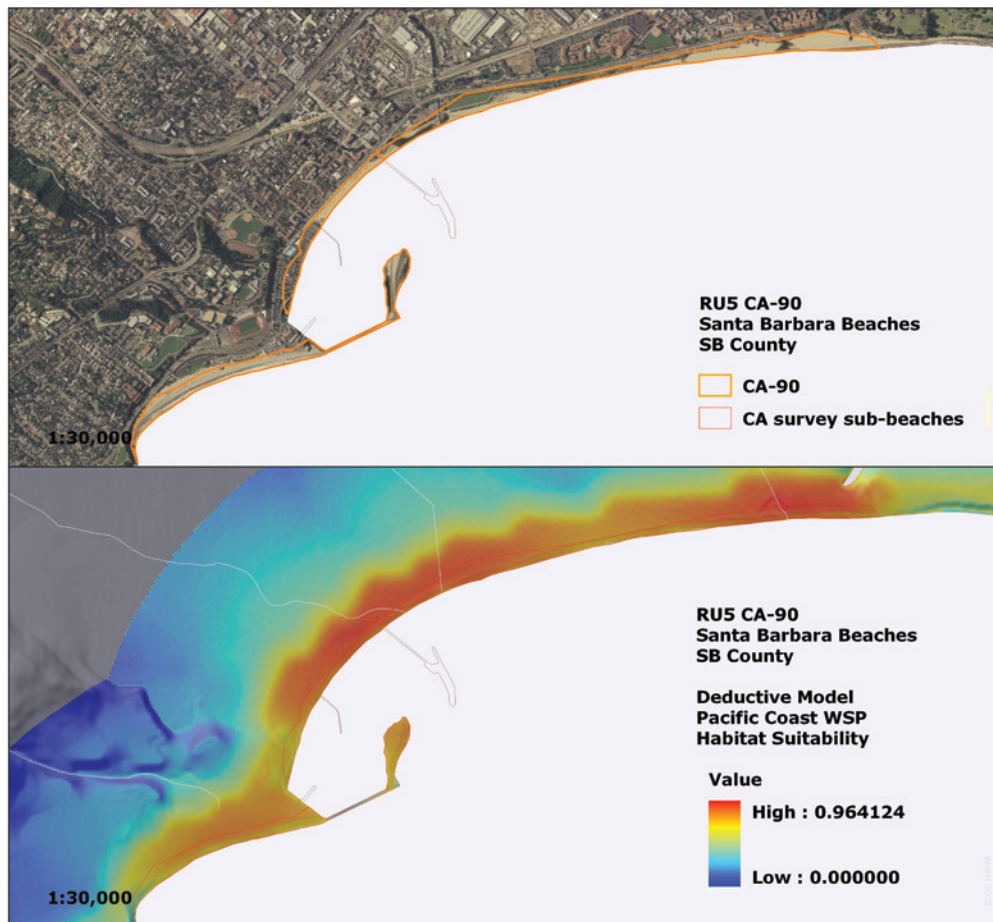 RU5 CA-90
Santa Barbara Beaches
SB County
CA-90
CA survey sub-beaches
1:30,000
RU5 CA-90
Santa Barbara Beaches
SB County
Deductive Model
Pacific Coast WSP
Habitat Suitability
Value
High : 0.964124
Low : 0.000000
1:30,000